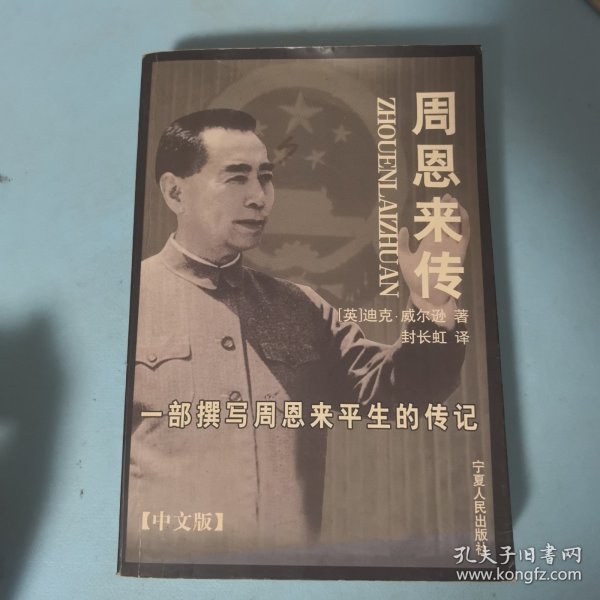 周恩来传
ZHOUENLAIZHUAN
[英]迪克·威尔逊 著
封长虹 译
一部撰写周恩来平生的传记
【中文版】
宁夏人民出版社
孔夫子旧书网
www.kongfz.com